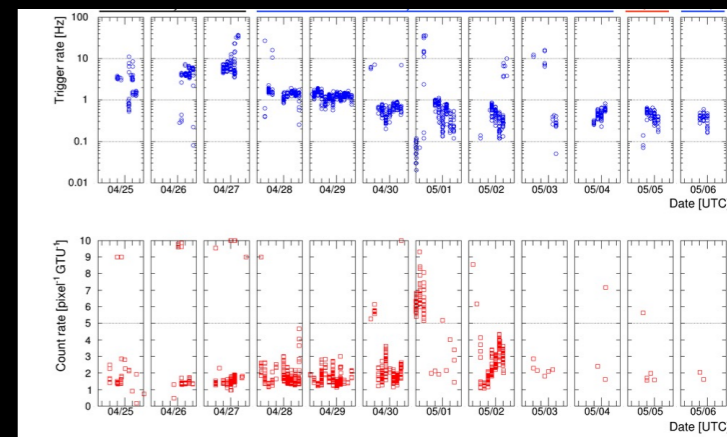 Trigger rate [Hz]
100
10
1
0.1
0.01
04/25 04/26 04/27 04/28 04/29 04/30 05/01 05/02 05/03 05/04 05/05 05/06
Date [UTC
Count rate [pixel⁻¹ GTU⁻¹]
10
9
8
7
6
5
4
3
2
1
0
04/25 04/26 04/27 04/28 04/29 04/30 05/01 05/02 05/03 05/04 05/05 05/06
Date [UTC